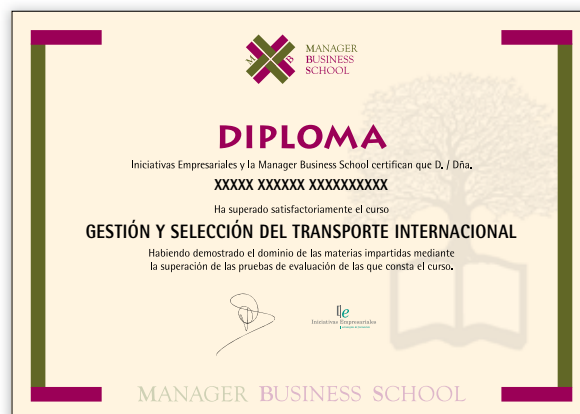 MANAGER
BUSINESS
SCHOOL
M B
DIPLOMA
Iniciativas Empresariales y la Manager Business School certifican que D. / Dña.
XXXXX XXXXXX XXXXXXXXXX
Ha superado satisfactoriamente el curso
GESTIÓN Y SELECCIÓN DEL TRANSPORTE INTERNACIONAL
Habiendo demostrado el dominio de las materias impartidas mediante
la superación de las pruebas de evaluación de las que consta el curso.
Iniciativas Empresariales
MANAGER BUSINESS SCHOOL